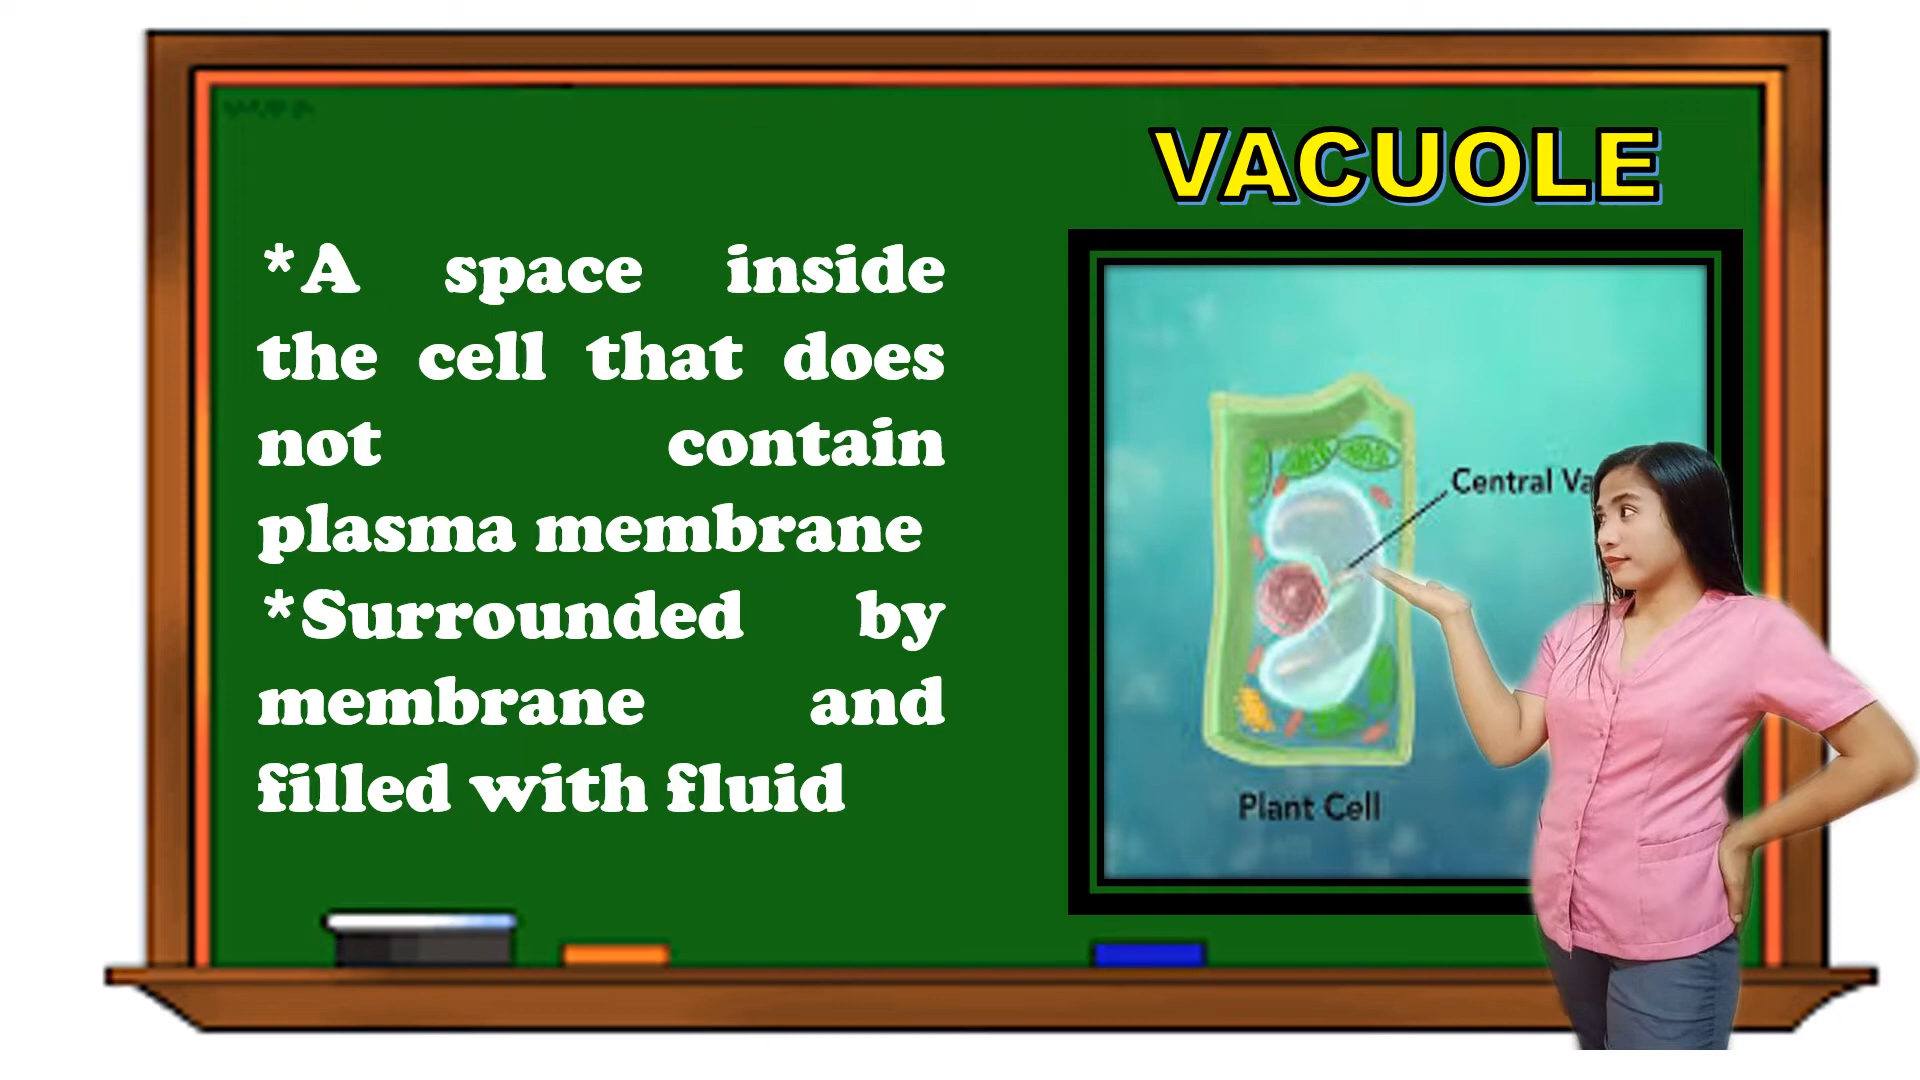 VACUOLE
*A space inside
the cell that does
not contain
plasma membrane
*Surrounded by
membrane and
filled with fluid
Central
Plant Cell